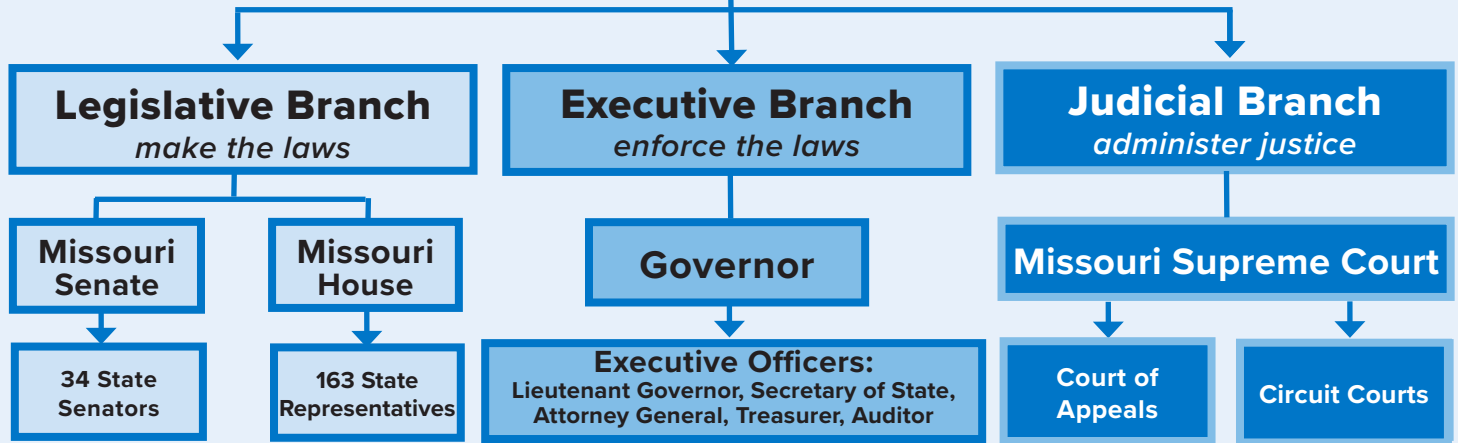 Legislative Branch
make the laws
Executive Branch
enforce the laws
Judicial Branch
administer justice
Missouri
Senate
Missouri
House
Governor
Missouri Supreme Court
34 State
Senators
163 State
Representatives
Executive Officers:
Lieutenant Governor, Secretary of State,
Attorney General, Treasurer, Auditor
Court of
Appeals
Circuit Courts